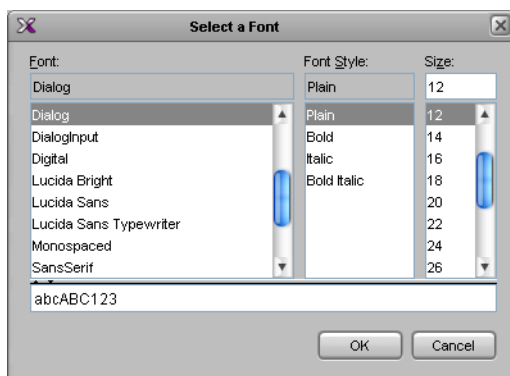 Select a Font
Font: Font Style: Size:
Dialog Plain 12
Dialog Plain 12
DialogInput Bold 14
Digital Italic 16
Lucida Bright Bold Italic 18
Lucida Sans 20
Lucida Sans Typewriter 22
Monospaced 24
SansSerif 26
abcABC123
OK Cancel